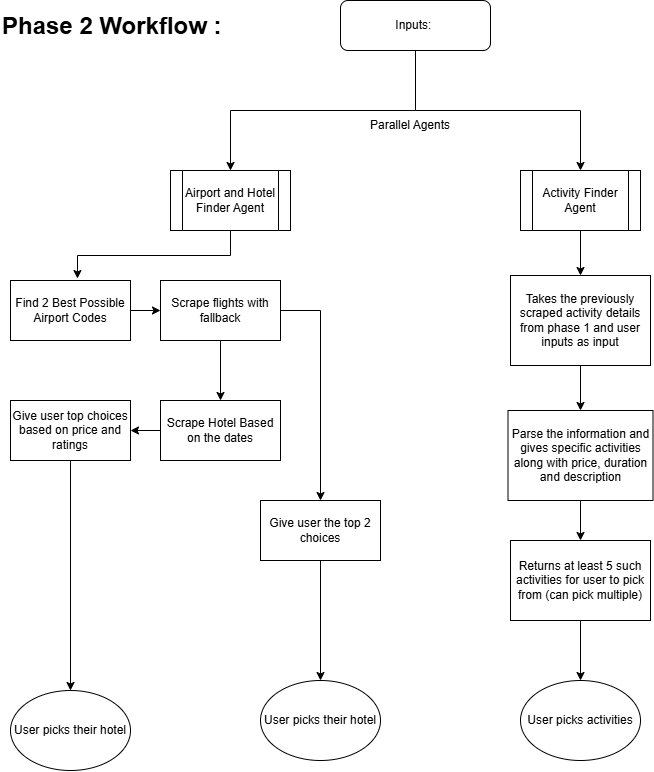 Phase 2 Workflow :
Inputs:
Parallel Agents
Airport and Hotel
Finder Agent
Activity Finder
Agent
Find 2 Best Possible
Airport Codes
Scrape flights with
fallback
Takes the previously
scraped activity details
from phase 1 and user
inputs as input
Give user top choices
based on price and
ratings
Scrape Hotel Based
on the dates
Parse the information and
gives specific activities
along with price, duration
and description
Give user the top 2
choices
Returns at least 5 such
activities for user to pick
from (can pick multiple)
User picks their hotel
User picks their hotel
User picks activities